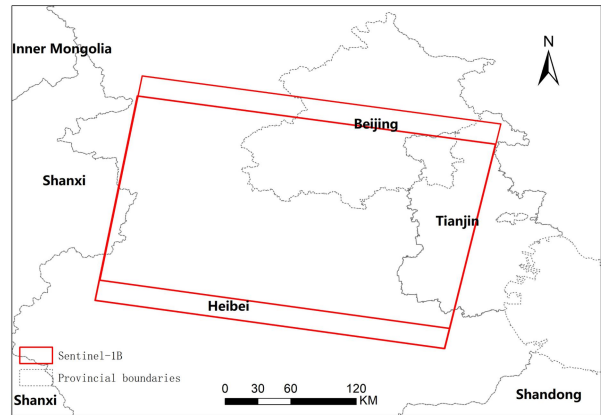 Inner Mongolia
N
Beijing
Shanxi
Tianjin
Heibei
Sentinel-1B
Provincial boundaries
Shanxi
0 30 60 120
KM
Shandong